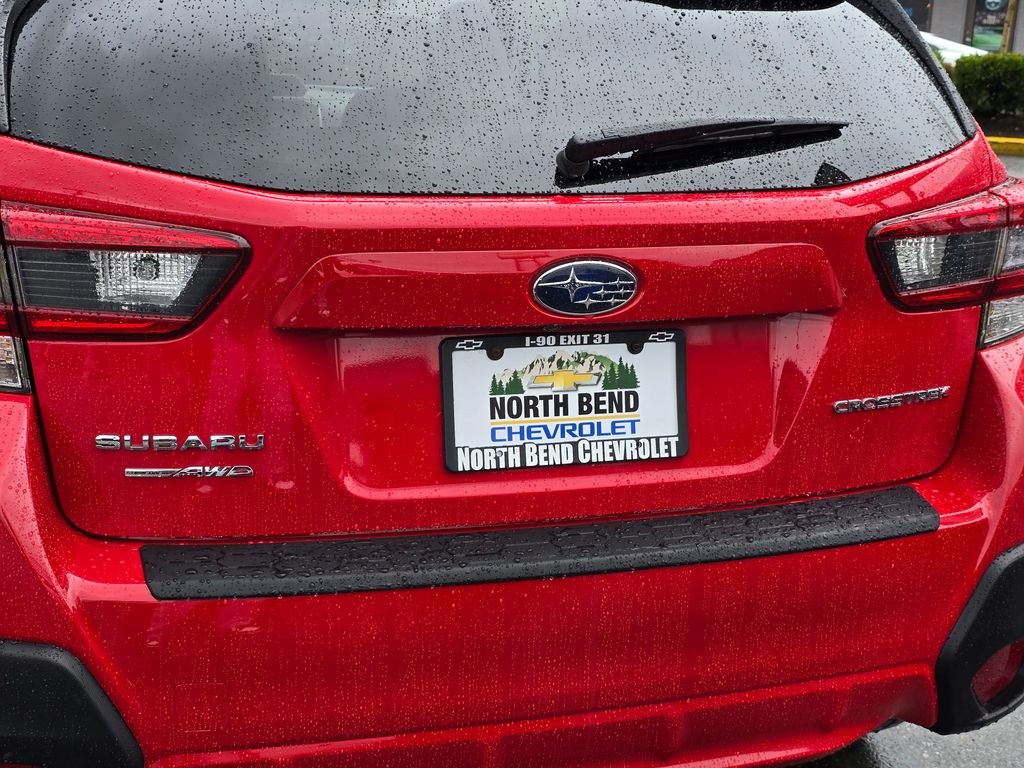 I-90 EXIT 31
NORTH BEND
CHEVROLET
NORTH BEND CHEVROLET
CROSSTREK
SUBARU
AWD